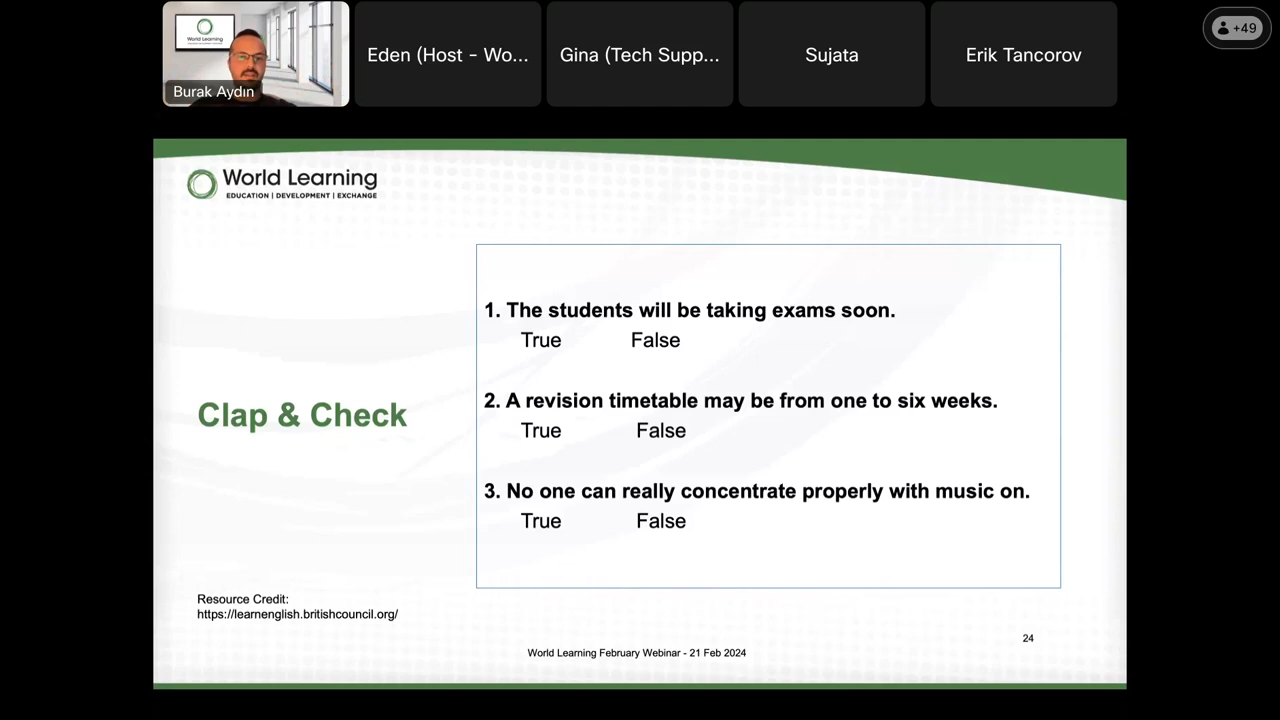 World Learning
Burak Aydın
Eden (Host - Wo...
Gina (Tech Supp...
Sujata
Erik Tancorov
+49
World Learning
EDUCATION | DEVELOPMENT | EXCHANGE
Clap & Check
1. The students will be taking exams soon.
True False
2. A revision timetable may be from one to six weeks.
True False
3. No one can really concentrate properly with music on.
True False
Resource Credit:
https://learnenglish.britishcouncil.org/
24
World Learning February Webinar - 21 Feb 2024